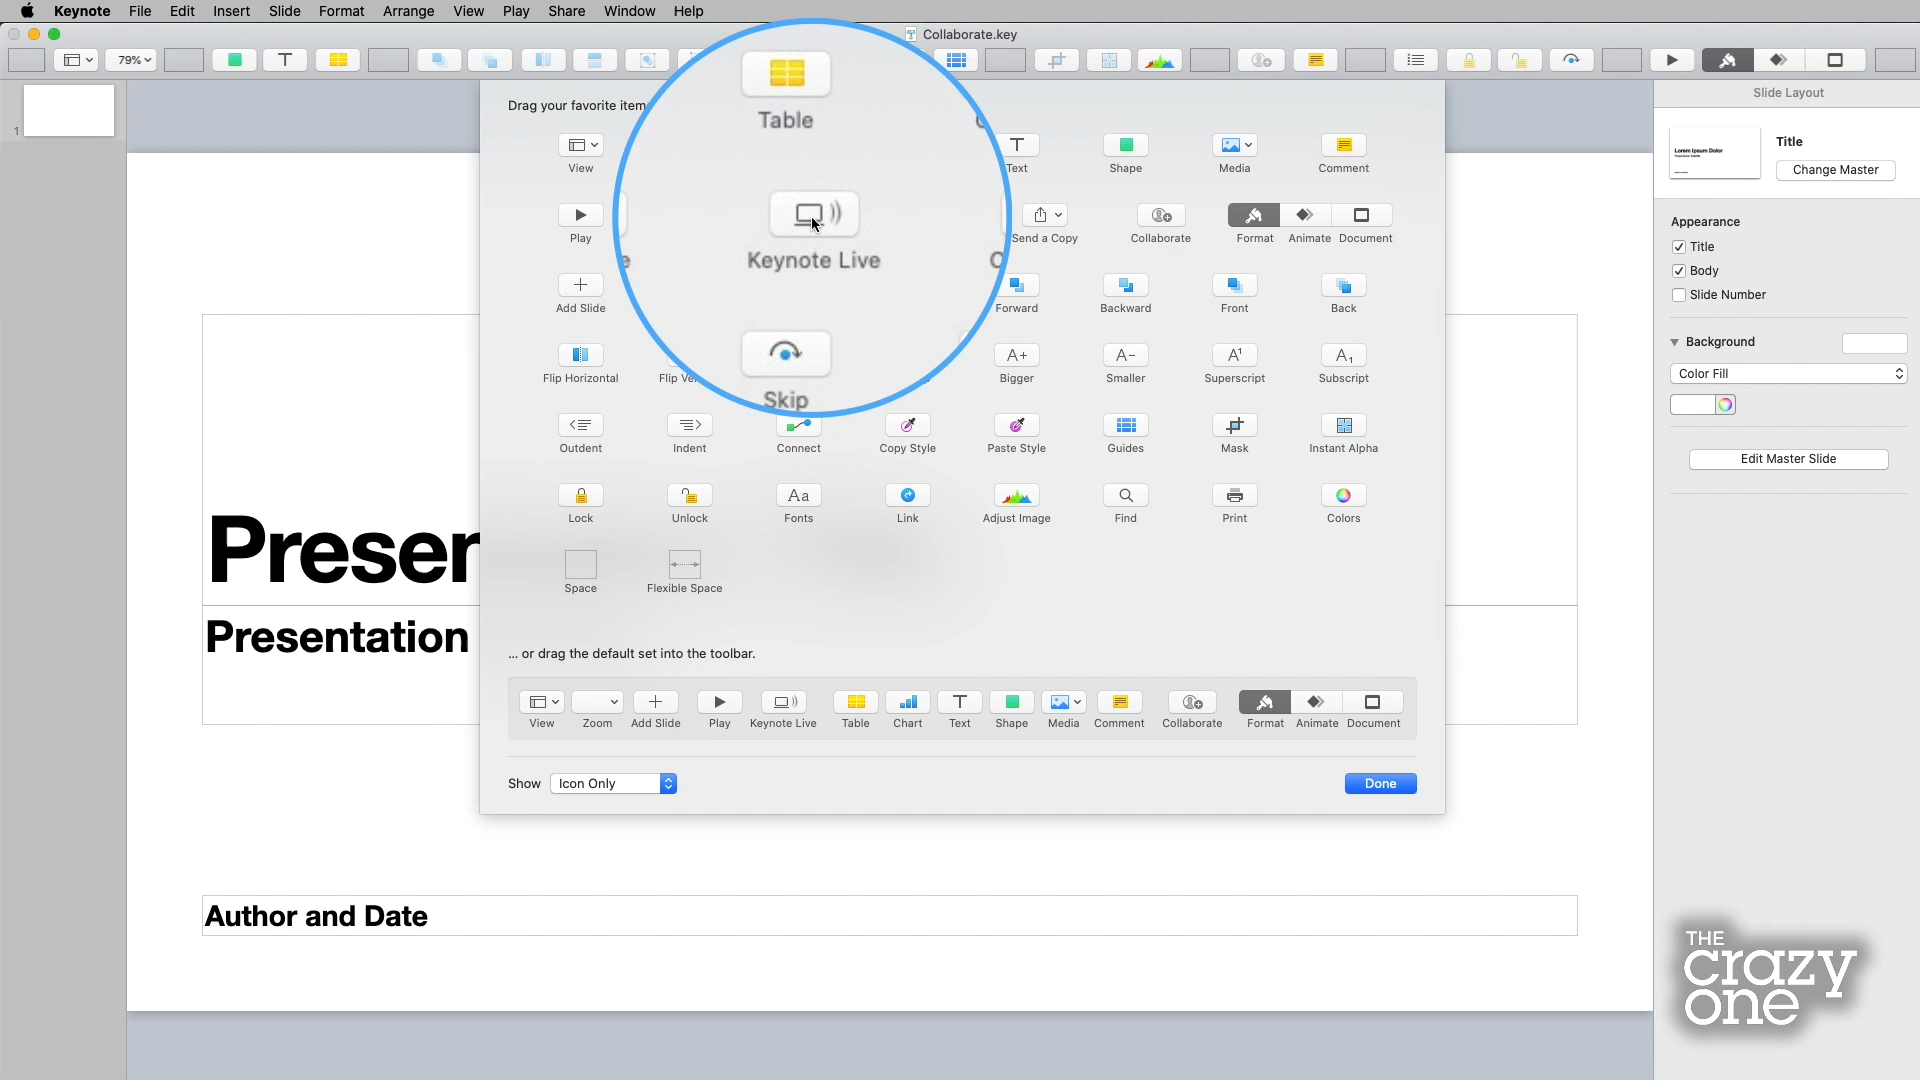 Keynote File Edit Insert Slide Format Arrange View Play Share Window Help
Collaborate.key
79%
Slide Layout
1
Drag your favorite item
Table
View
Text
Shape
Media
Comment
Lorem Ipsum Dolor
Title
Change Master
Play
Keynote Live
Send a Copy
Collaborate
Format
Animate
Document
Appearance
Title
Body
Slide Number
Add Slide
Forward
Backward
Front
Back
Background
Color Fill
Flip Horizontal
Skip
Bigger
Smaller
Superscript
Subscript
Outdent
Indent
Connect
Copy Style
Paste Style
Guides
Mask
Instant Alpha
Edit Master Slide
Lock
Unlock
Fonts
Link
Adjust Image
Find
Print
Colors
Presen
Space
Flexible Space
Presentation
... or drag the default set into the toolbar.
View
Zoom
Add Slide
Play
Keynote Live
Table
Chart
Text
Shape
Media
Comment
Collaborate
Format
Animate
Document
Show Icon Only
Done
Author and Date
THE
crazy
one